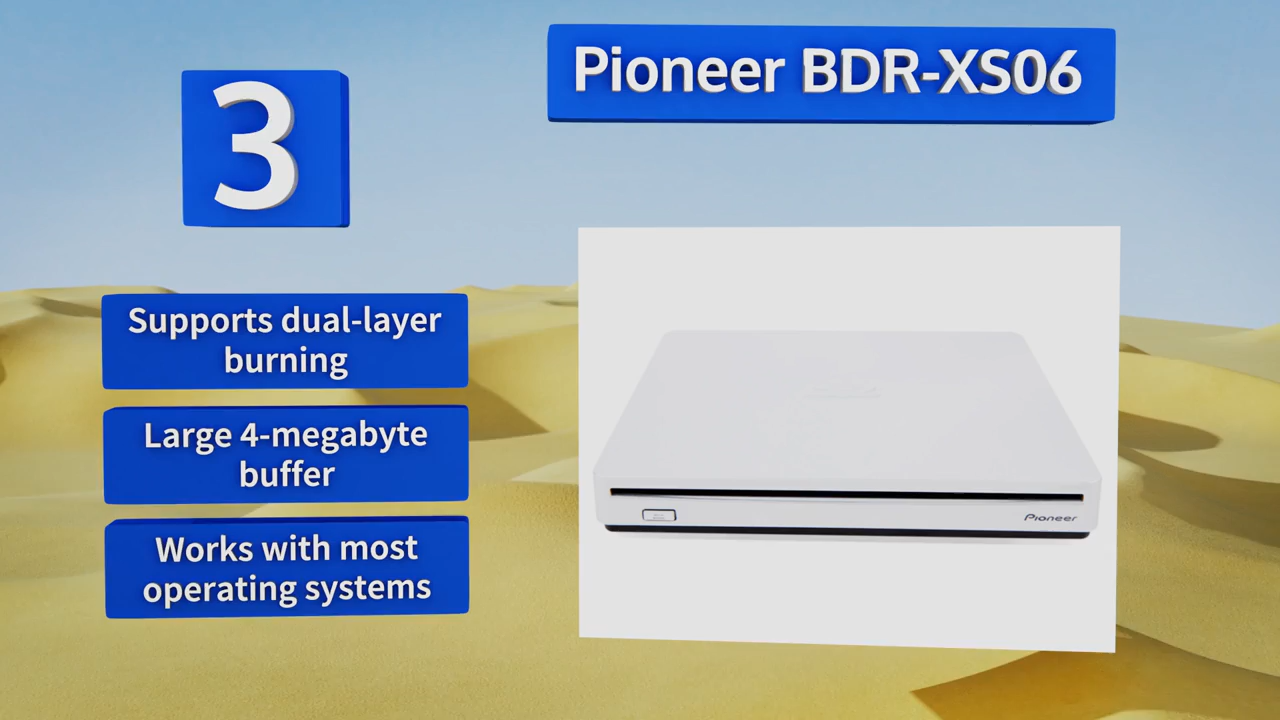 3
Pioneer BDR-XS06
Supports dual-layer
burning
Large 4-megabyte
buffer
Works with most
operating systems
Pioneer